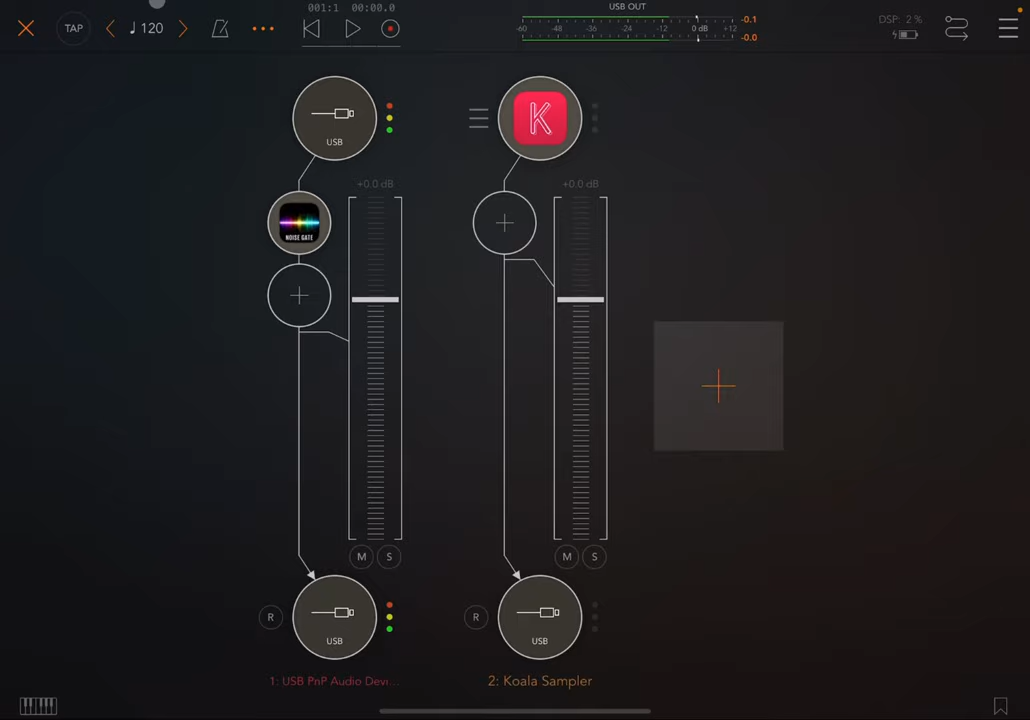 TAP
♩ 120
001:1 00:00.0
USB OUT
-60 -48 -36 -24 -12 0 dB +12
-0.1
-0.0
DSP: 2 %
USB
K
+0.0 dB
+0.0 dB
NOISE GATE
M S
M S
R
USB
R
USB
1: USB PnP Audio Devi...
2: Koala Sampler